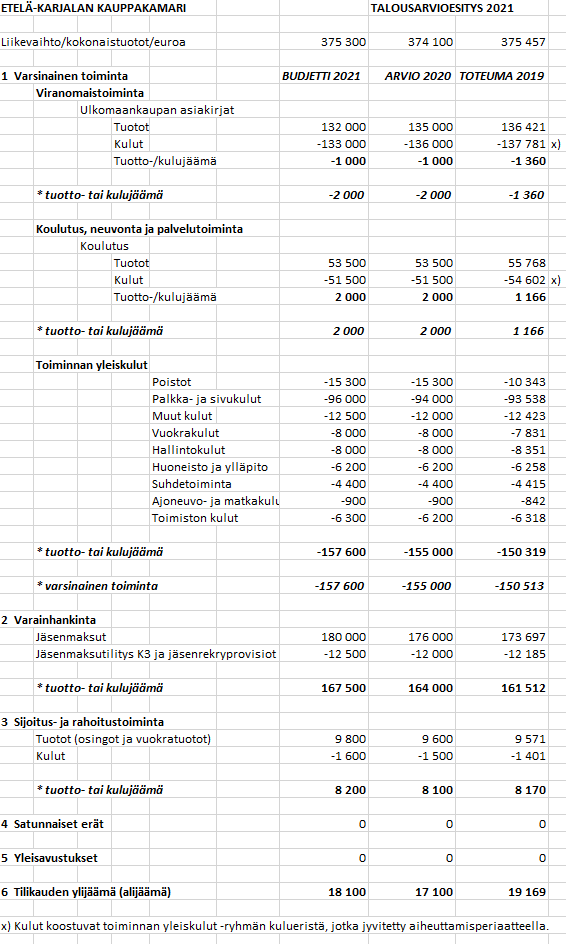 ETELÄ-KARJALAN KAUPPAKAMARI TALOUSARVIOESITYS 2021
Liikevaihto/kokonaistuotot/euroa 375 300 374 100 375 457
1 Varsinainen toiminta BUDJETTI 2021 ARVIO 2020 TOTEUMA 2019
Viranomaistoiminta
Ulkomaankaupan asiakirjat
Tuotot 132 000 135 000 136 421
Kulut -133 000 -136 000 -137 781 x)
Tuotto-/kulujäämä -1 000 -1 000 -1 360
* tuotto- tai kulujäämä -2 000 -2 000 -1 360
Koulutus, neuvonta ja palvelutoiminta
Koulutus
Tuotot 53 500 53 500 55 768
Kulut -51 500 -51 500 -54 602 x)
Tuotto-/kulujäämä 2 000 2 000 1 166
* tuotto- tai kulujäämä 2 000 2 000 1 166
Toiminnan yleiskulut
Poistot -15 300 -15 300 -10 343
Palkka- ja sivukulut -96 000 -94 000 -93 538
Muut kulut -12 500 -12 000 -12 423
Vuokrakulut -8 000 -8 000 -7 831
Hallintokulut -8 000 -8 000 -8 351
Huoneisto ja ylläpito -6 200 -6 200 -6 258
Suhdetoiminta -4 400 -4 400 -4 415
Ajoneuvo- ja matkakulu -900 -900 -842
Toimiston kulut -6 300 -6 200 -6 318
* tuotto- tai kulujäämä -157 600 -155 000 -150 319
* varsinainen toiminta -157 600 -155 000 -150 513
2 Varainhankinta
Jäsenmaksut 180 000 176 000 173 697
Jäsenmaksutilitys K3 ja jäsenrekryprovisiot -12 500 -12 000 -12 185
* tuotto- tai kulujäämä 167 500 164 000 161 512
3 Sijoitus- ja rahoitustoiminta
Tuotot (osingot ja vuokratuotot) 9 800 9 600 9 571
Kulut -1 600 -1 500 -1 401
* tuotto- tai kulujäämä 8 200 8 100 8 170
4 Satunnaiset erät 0 0 0
5 Yleisavustukset 0 0 0
6 Tilikauden ylijäämä (alijäämä) 18 100 17 100 19 169
x) Kulut koostuvat toiminnan yleiskulut -ryhmän kulueristä, jotka jyvitetty aiheuttamisperiaatteella.